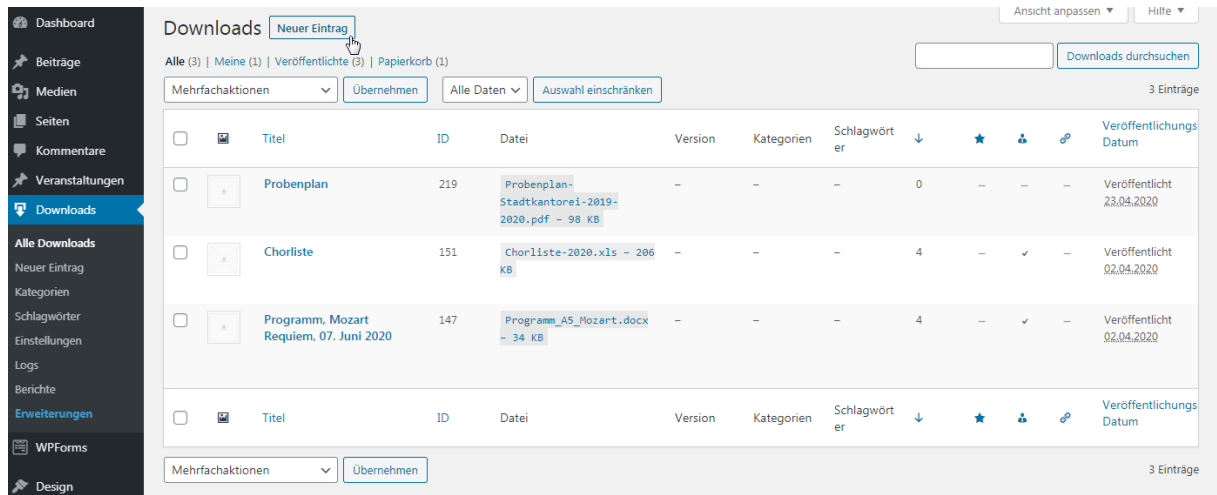 Dashboard
Beiträge
Medien
Seiten
Kommentare
Veranstaltungen
Downloads
Alle Downloads
Neuer Eintrag
Kategorien
Schlagwörter
Einstellungen
Logs
Berichte
Erweiterungen
WPForms
Design
Ansicht anpassen ▼ Hilfe ▼
Downloads Neuer Eintrag
Alle (3) | Meine (1) | Veröffentlichte (3) | Papierkorb (1)
Downloads durchsuchen
Mehrfachaktionen Übernehmen Alle Daten Auswahl einschränken 3 Einträge
Titel ID Datei Version Kategorien Schlagwört
er
Veröffentlichungs
Datum
Probenplan 219 Probenplan-
Stadtkantorei-2019-
2020.pdf – 98 KB
– – – 0 — — — Veröffentlicht
23.04.2020
Chorliste 151 Chorliste-2020.xls – 206
KB
– – – 4 — ✓ — Veröffentlicht
02.04.2020
Programm, Mozart
Requiem, 07. Juni 2020
147 Programm_A5_Mozart.docx
– 34 KB
– – – 4 — ✓ — Veröffentlicht
02.04.2020
Titel ID Datei Version Kategorien Schlagwört
er
Veröffentlichungs
Datum
Mehrfachaktionen Übernehmen 3 Einträge